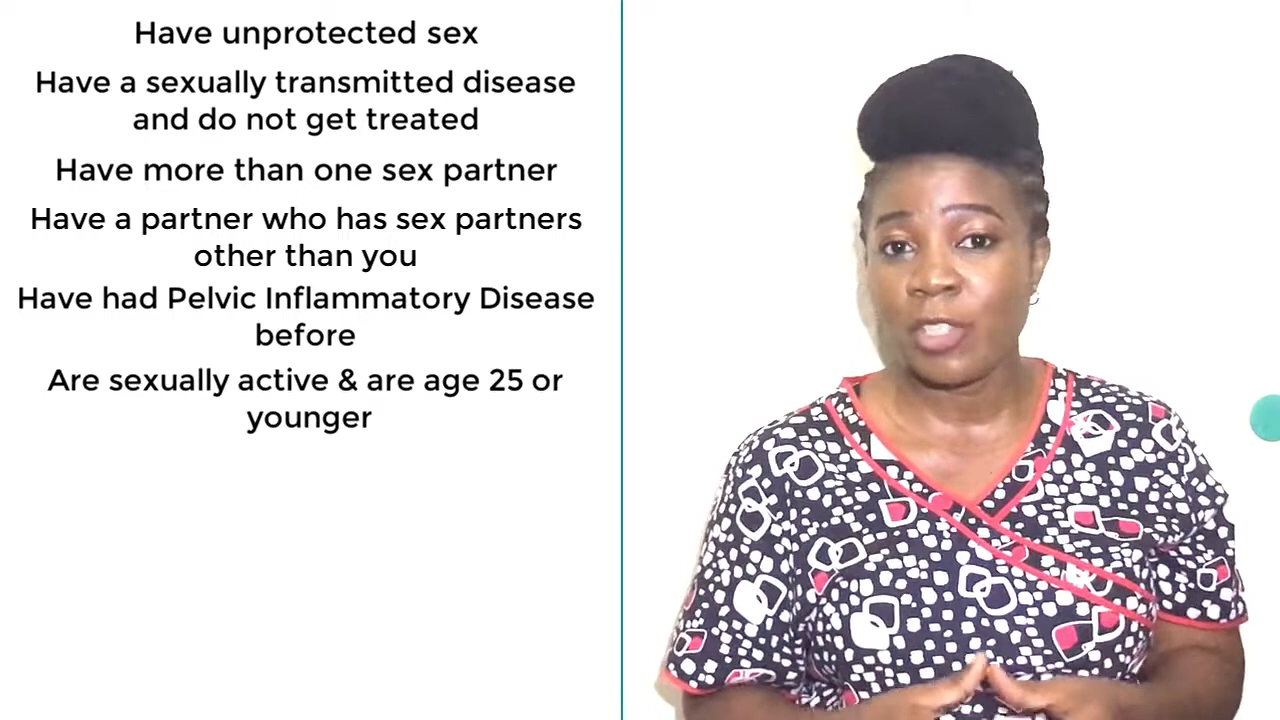 Have unprotected sex
Have a sexually transmitted disease
and do not get treated
Have more than one sex partner
Have a partner who has sex partners
other than you
Have had Pelvic Inflammatory Disease
before
Are sexually active & are age 25 or
younger